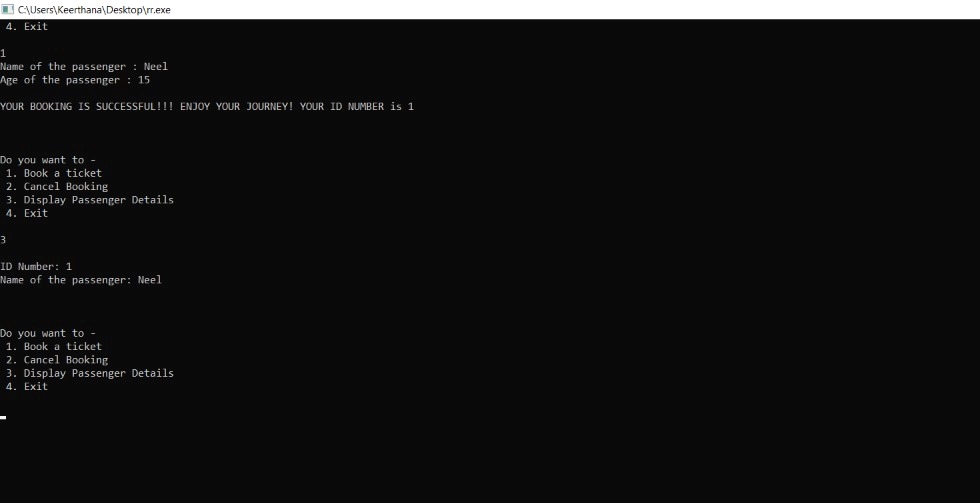 C:\Users\Keerthana\Desktop\rr.exe
4. Exit
1
Name of the passenger : Neel
Age of the passenger : 15
YOUR BOOKING IS SUCCESSFUL!!! ENJOY YOUR JOURNEY! YOUR ID NUMBER is 1
Do you want to -
1. Book a ticket
2. Cancel Booking
3. Display Passenger Details
4. Exit
3
ID Number: 1
Name of the passenger: Neel
Do you want to -
1. Book a ticket
2. Cancel Booking
3. Display Passenger Details
4. Exit